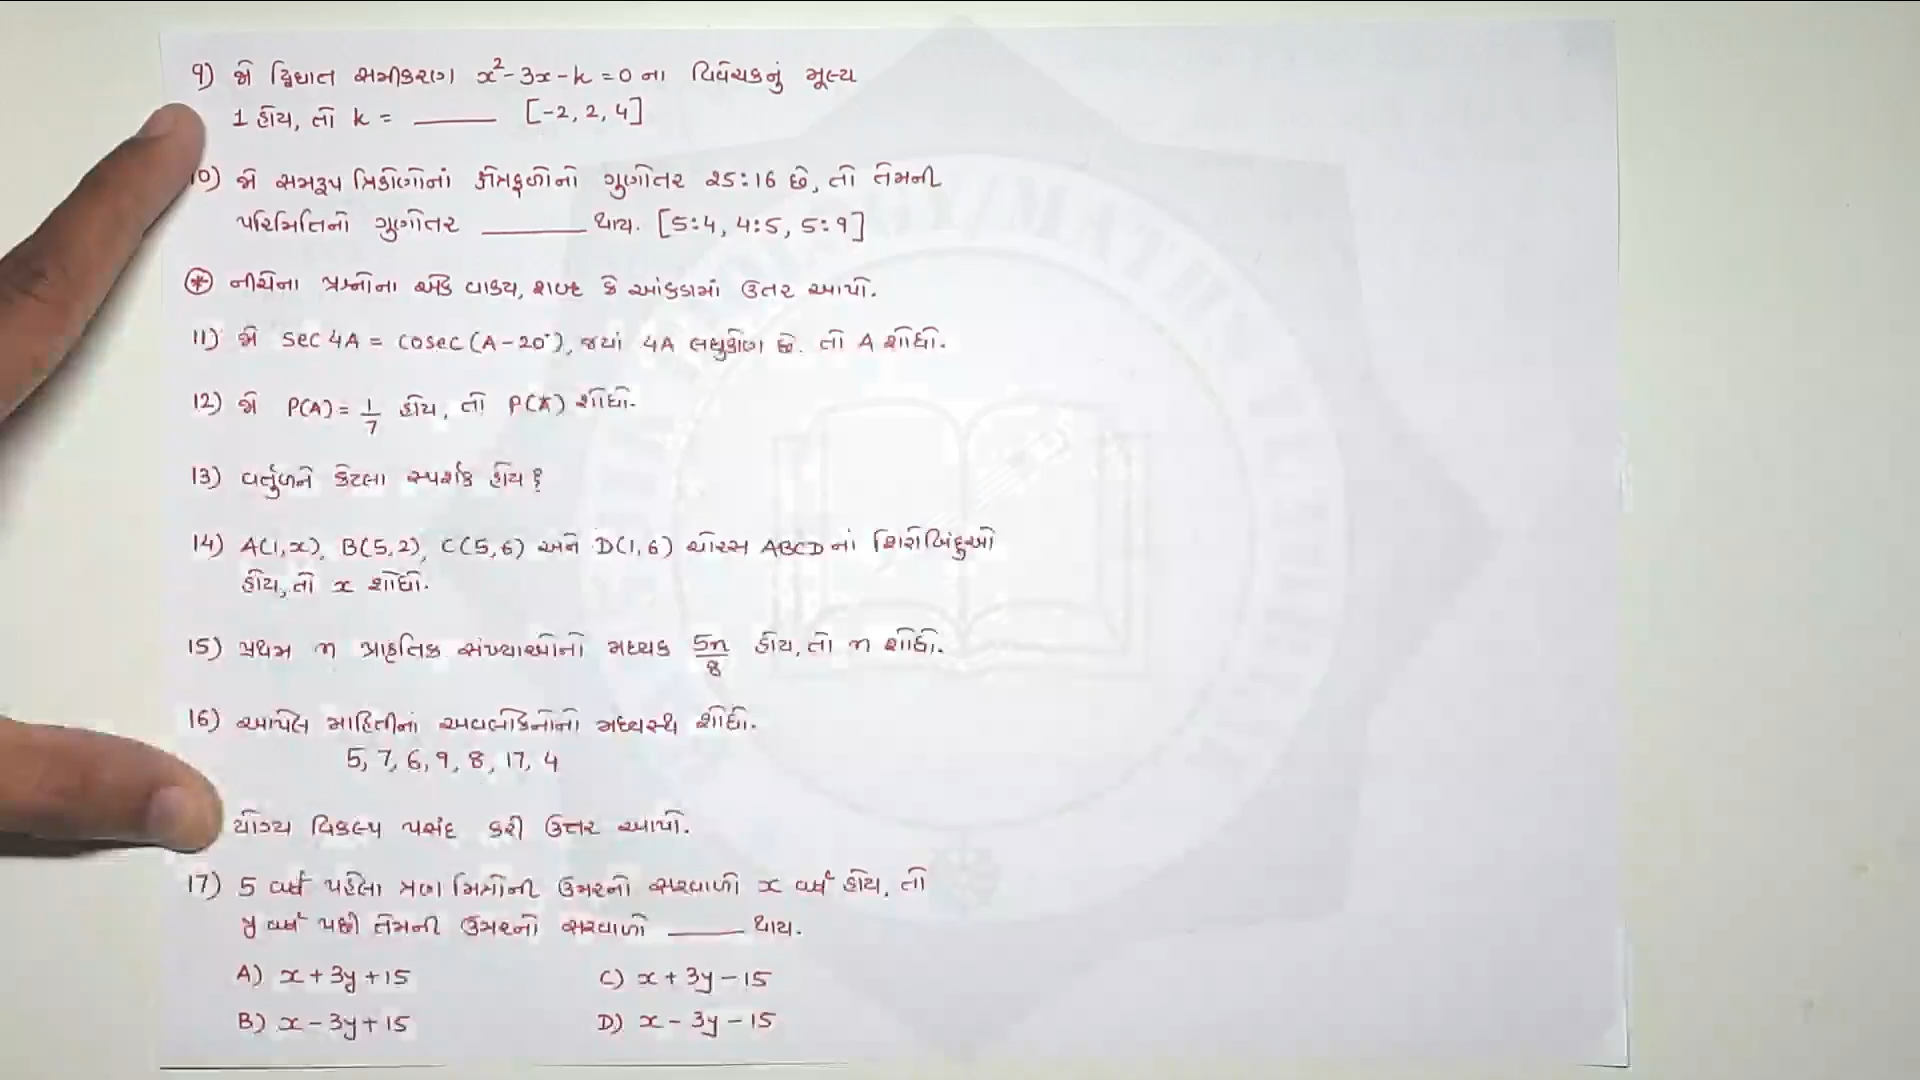 9) જો દ્વિઘાત સમીકરણ x²-3x-k=0 ના વિવેચકનું મૂલ્ય
1 હોય, તો k = ____ [-2, 2, 4]
10) જો સમરૂપ ત્રિકોણોનાં ક્ષેત્રફળોનો ગુણોતર 25:16 છે, તો તેમની
પરિમિતિનો ગુણોતર ____ થાય. [5:4, 4:5, 5:9]
* નીચેના પ્રશ્નોના એક વાક્ય, શબ્દ કે આંકડામાં ઉતર આપો.
11) જો sec 4A = cosec (A-20°), જ્યાં 4A લઘુકોણ છે. તો A શોધો.
12) જો P(A) = 1/7 હોય, તો P(Ā) શોધો.
13) વર્તુળને કેટલા સ્પર્શક હોય ?
14) A(1,x), B(5,2), C(5,6) અને D(1,6) ચોરસ ABCD નાં શિરોબિંદુઓ
હોય, તો x શોધો.
15) પ્રથમ n પ્રાકૃતિક સંખ્યાઓનો મધ્યક 5n/8 હોય, તો n શોધો.
16) આપેલ માહિતીનાં અવલોકનોનો મધ્યસ્થ શોધો.
5, 7, 6, 9, 8, 17, 4
યોગ્ય વિકલ્પ પસંદ કરી ઉત્તર આપો.
17) 5 વર્ષ પહેલા ત્રણ મિત્રોની ઉંમરનો સરવાળો x વર્ષ હોય, તો
y વર્ષ પછી તેમની ઉંમરનો સરવાળો ____ થાય.
A) x + 3y + 15 C) x + 3y - 15
B) x - 3y + 15 D) x - 3y - 15